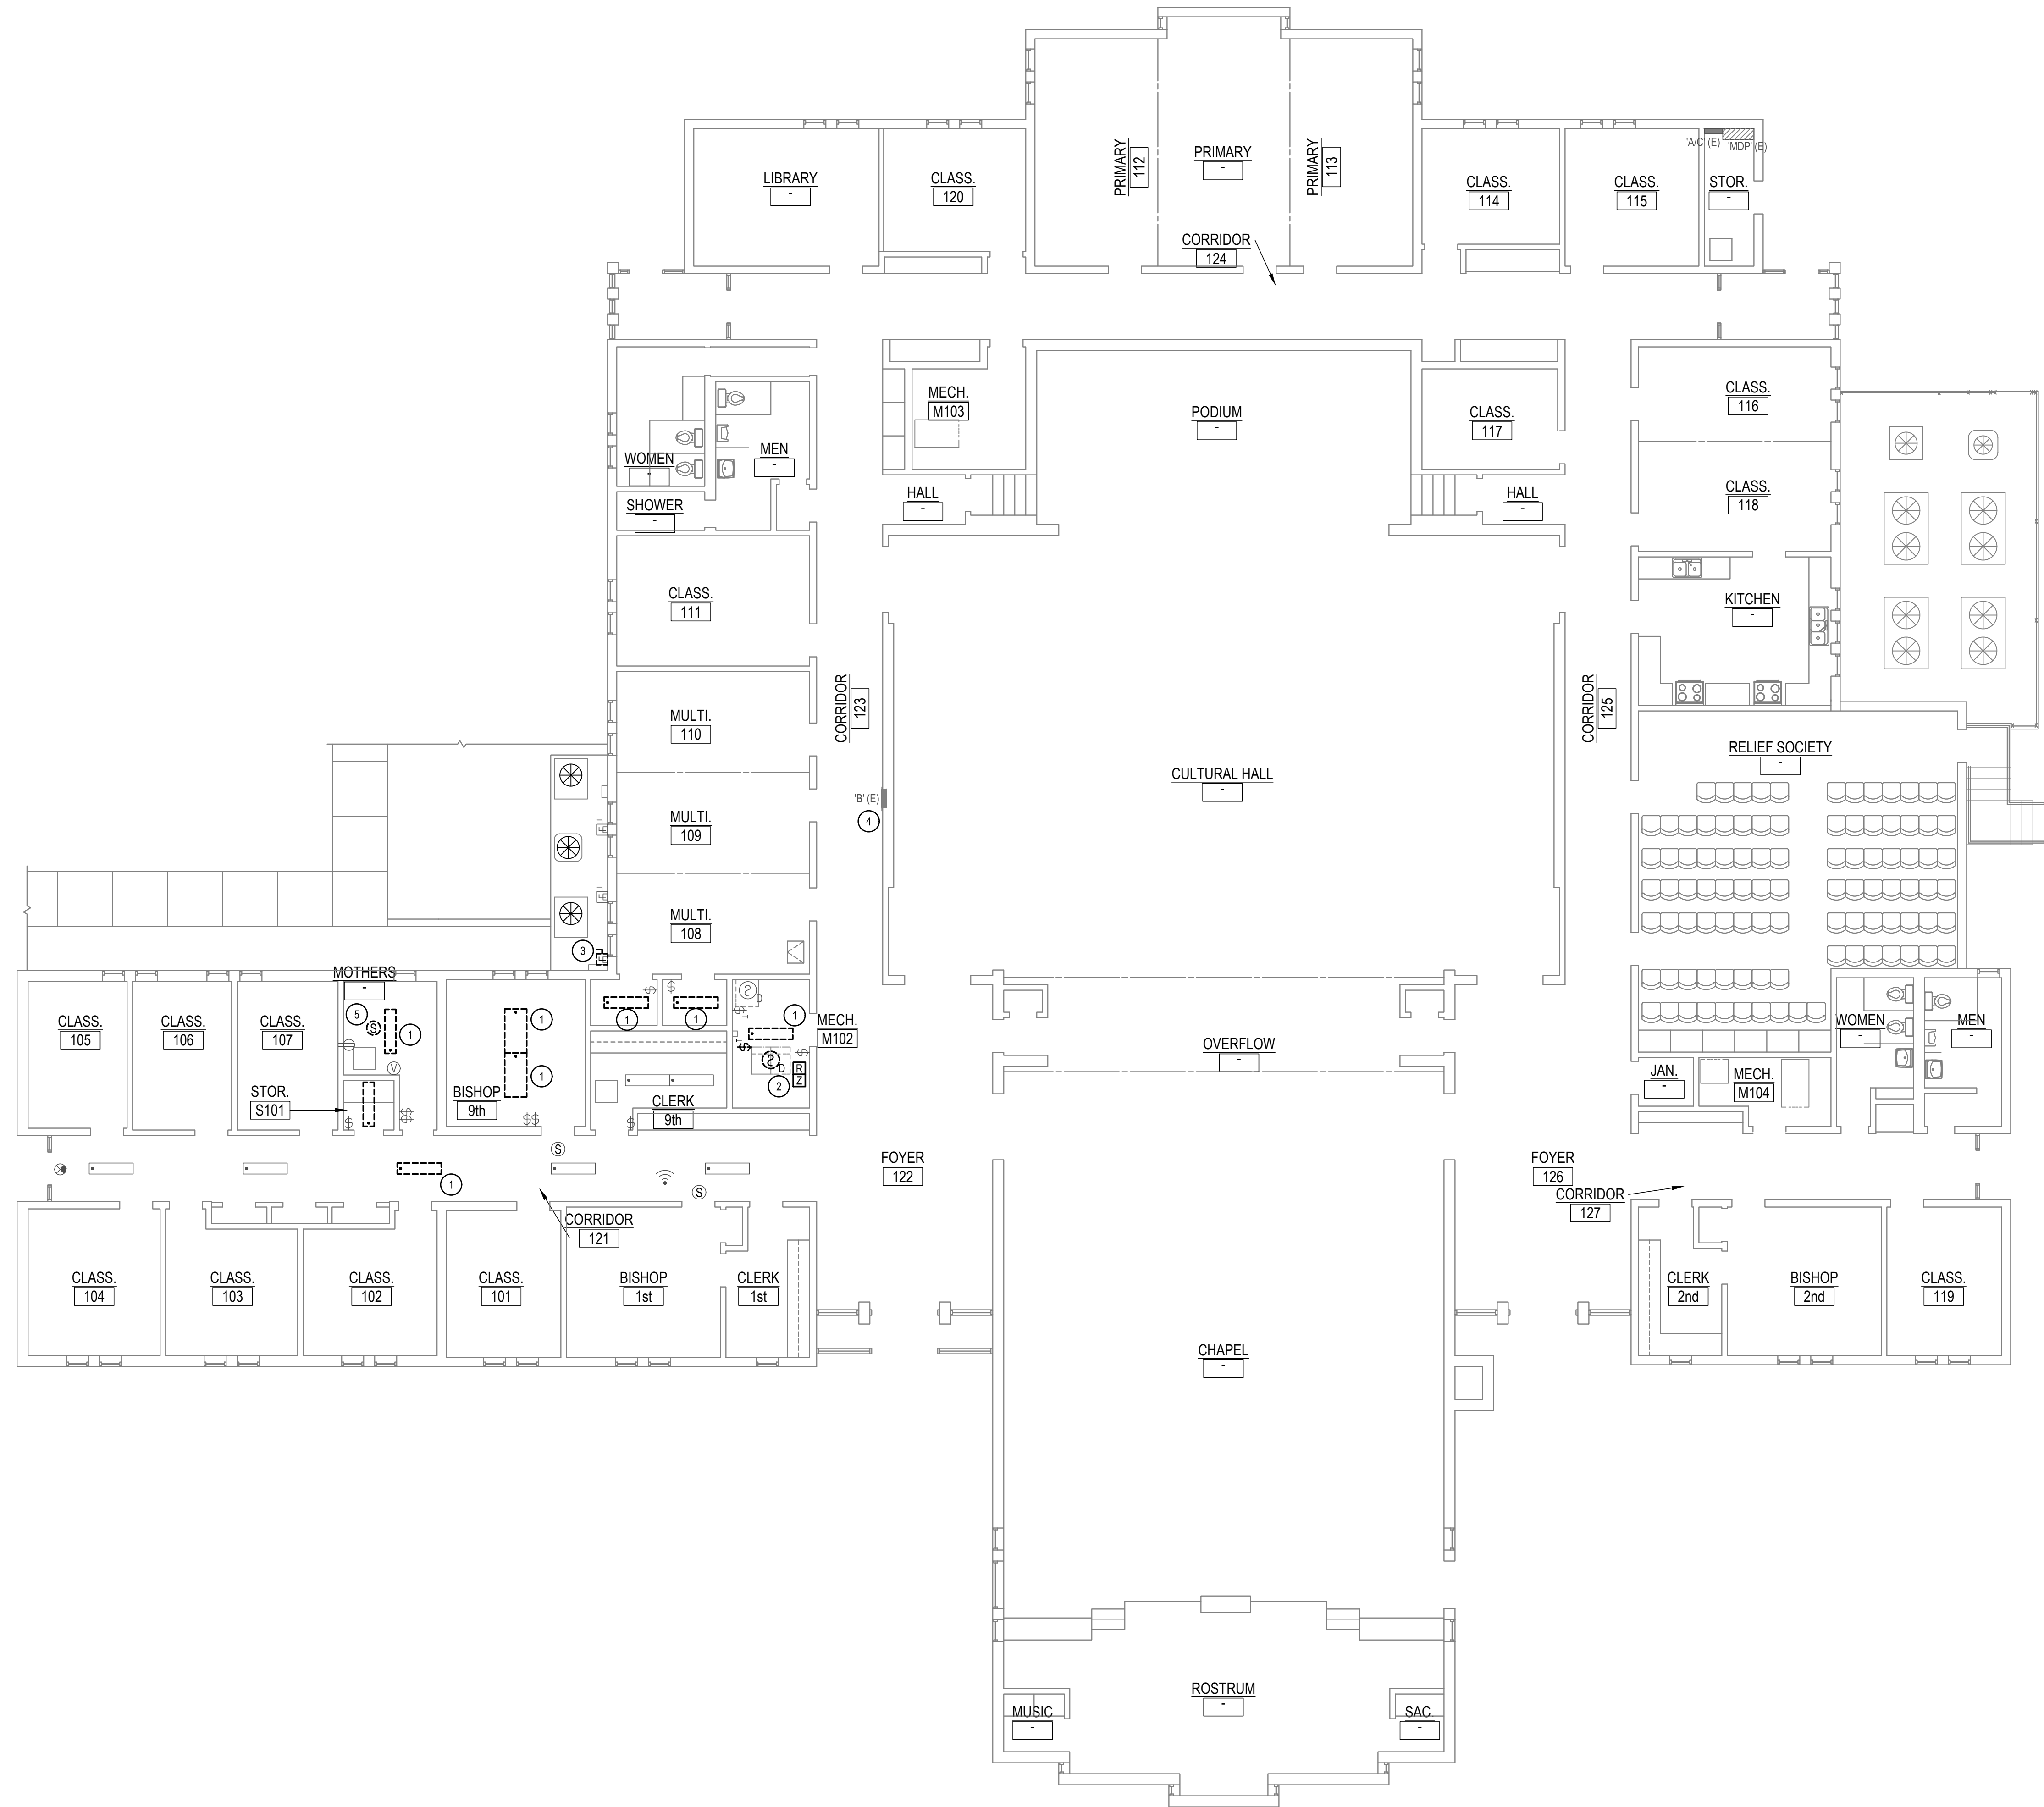 'A/C' (E)
'MDP' (E)
PRIMARY
-
PRIMARY
112
PRIMARY
113
LIBRARY
-
CLASS.
120
CLASS.
114
CLASS.
115
STOR.
-
CORRIDOR
124
MECH.
M103
PODIUM
-
CLASS.
117
CLASS.
116
WOMEN
-
MEN
-
SHOWER
-
HALL
-
HALL
-
CLASS.
118
CLASS.
111
KITCHEN
-
CORRIDOR
123
CORRIDOR
125
MULTI.
110
RELIEF SOCIETY
-
CULTURAL HALL
-
'B' (E)
4
MULTI.
109
F
F
MULTI.
108
3
F
MOTHERS
-
CLASS.
105
CLASS.
106
CLASS.
107
5
S
1
V
1
1
$
$
1
1
S
D
$T
1
MECH.
M102
$T
S
D
$
R
Z
2
OVERFLOW
-
WOMEN
-
MEN
-
JAN.
-
MECH.
M104
STOR.
S101
$
$$
BISHOP
9th
$$
CLERK
9th
$
S
1
S
FOYER
122
FOYER
126
CORRIDOR
127
CORRIDOR
121
CLASS.
104
CLASS.
103
CLASS.
102
CLASS.
101
BISHOP
1st
CLERK
1st
CLERK
2nd
BISHOP
2nd
CLASS.
119
CHAPEL
-
ROSTRUM
-
MUSIC
-
SAC.
-